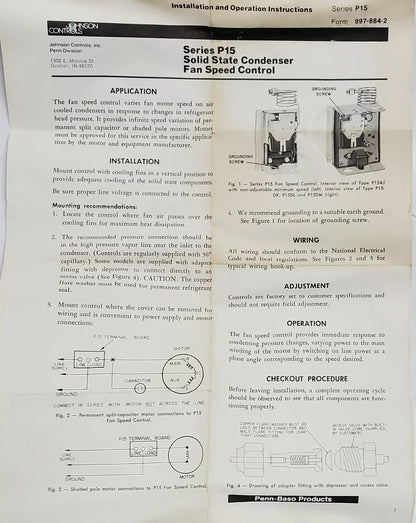 Installation and Operation Instructions
Series P15
Form 997-884-2
JOHNSON
CONTROLS
Johnson Controls, Inc.
Penn Division
1302 E. Monroe St.
Goshen, IN 46526
Series P15
Solid State Condenser
Fan Speed Control
APPLICATION
The fan speed control varies fan motor speed on air
cooled condensers in response to changes in refrigerant
head pressure. It provides infinite speed variation of per-
manent split capacitor or shaded pole motors. Motors
must be approved for this service in the specific applica-
tion by the motor and equipment manufacturer.
INSTALLATION
Mount control with cooling fins in a vertical position to
provide adequate cooling of the solid state components.
Be sure proper line voltage is connected to the control.
Mounting recommendations:
1. Locate the control where fan air passes over the
cooling fins for maximum heat dissipation.
2. The recommended pressure connection should be
in the high pressure vapor line near the inlet to the
condenser. (Controls are regularly supplied with 36"
capillary.) Some models are supplied with adapter
fitting with depressor to connect directly to an
access valve (See Fig. 4). CAUTION: The copper
flare washer must be used for permanent refrigerant
seal.
3. Mount control where the cover can be removed for
wiring and is convenient to power supply and motor
connections.
P15 TERMINAL BOARD
MOTOR
LINE
SUPPLY
LINE LOAD
MAIN
CAPACITOR
AUX
GROUND
CONNECT IN SERIES WITH MOTOR NOT ACROSS THE LINE
Fig. 2 — Permanent split-capacitor motor connections to P15
Fan Speed Control.
P15 TERMINAL BOARD
LINE
SUPPLY
LINE LOAD
GROUND
MOTOR
Fig. 3 — Shaded pole motor connections to P15 Fan Speed Control.
GROUNDING
SCREW
GROUNDING
SCREW
Fig. 1 — Series P15 Fan Speed Control. Interior view of Type P15AJ
with non-adjustable minimum speed (left). Interior view of Type P15-
DK, P15DL and P15DM (right).
4. We recommend grounding to a suitable earth ground.
See Figure 1 for location of grounding screw.
WIRING
All wiring should conform to the National Electrical
Code and local regulations. See Figures 2 and 3 for
typical wiring hook-up.
ADJUSTMENT
Controls are factory set to customer specifications and
should not require field adjustment.
OPERATION
The fan speed control provides immediate response to
condensing pressure changes, varying power to the main
winding of the motor by switching on line power at a
phase angle corresponding to the speed desired.
CHECKOUT PROCEDURE
Before leaving installation, a complete operating cycle
should be observed to see that all components are func-
tioning properly.
COPPER FLARE WASHER MUST BE
USED BETWEEN CONNECTOR AND
MALE FLARE FITTING FOR LEAK
TIGHT CONNECTION.
ACCESS VALVE WITH BUILT-
IN VALVE CORE (SUPPLIED
BY CUSTOMER).
Fig. 4 — Drawing of adapter fitting with depressor and access valve.
Penn-Baso Products
1